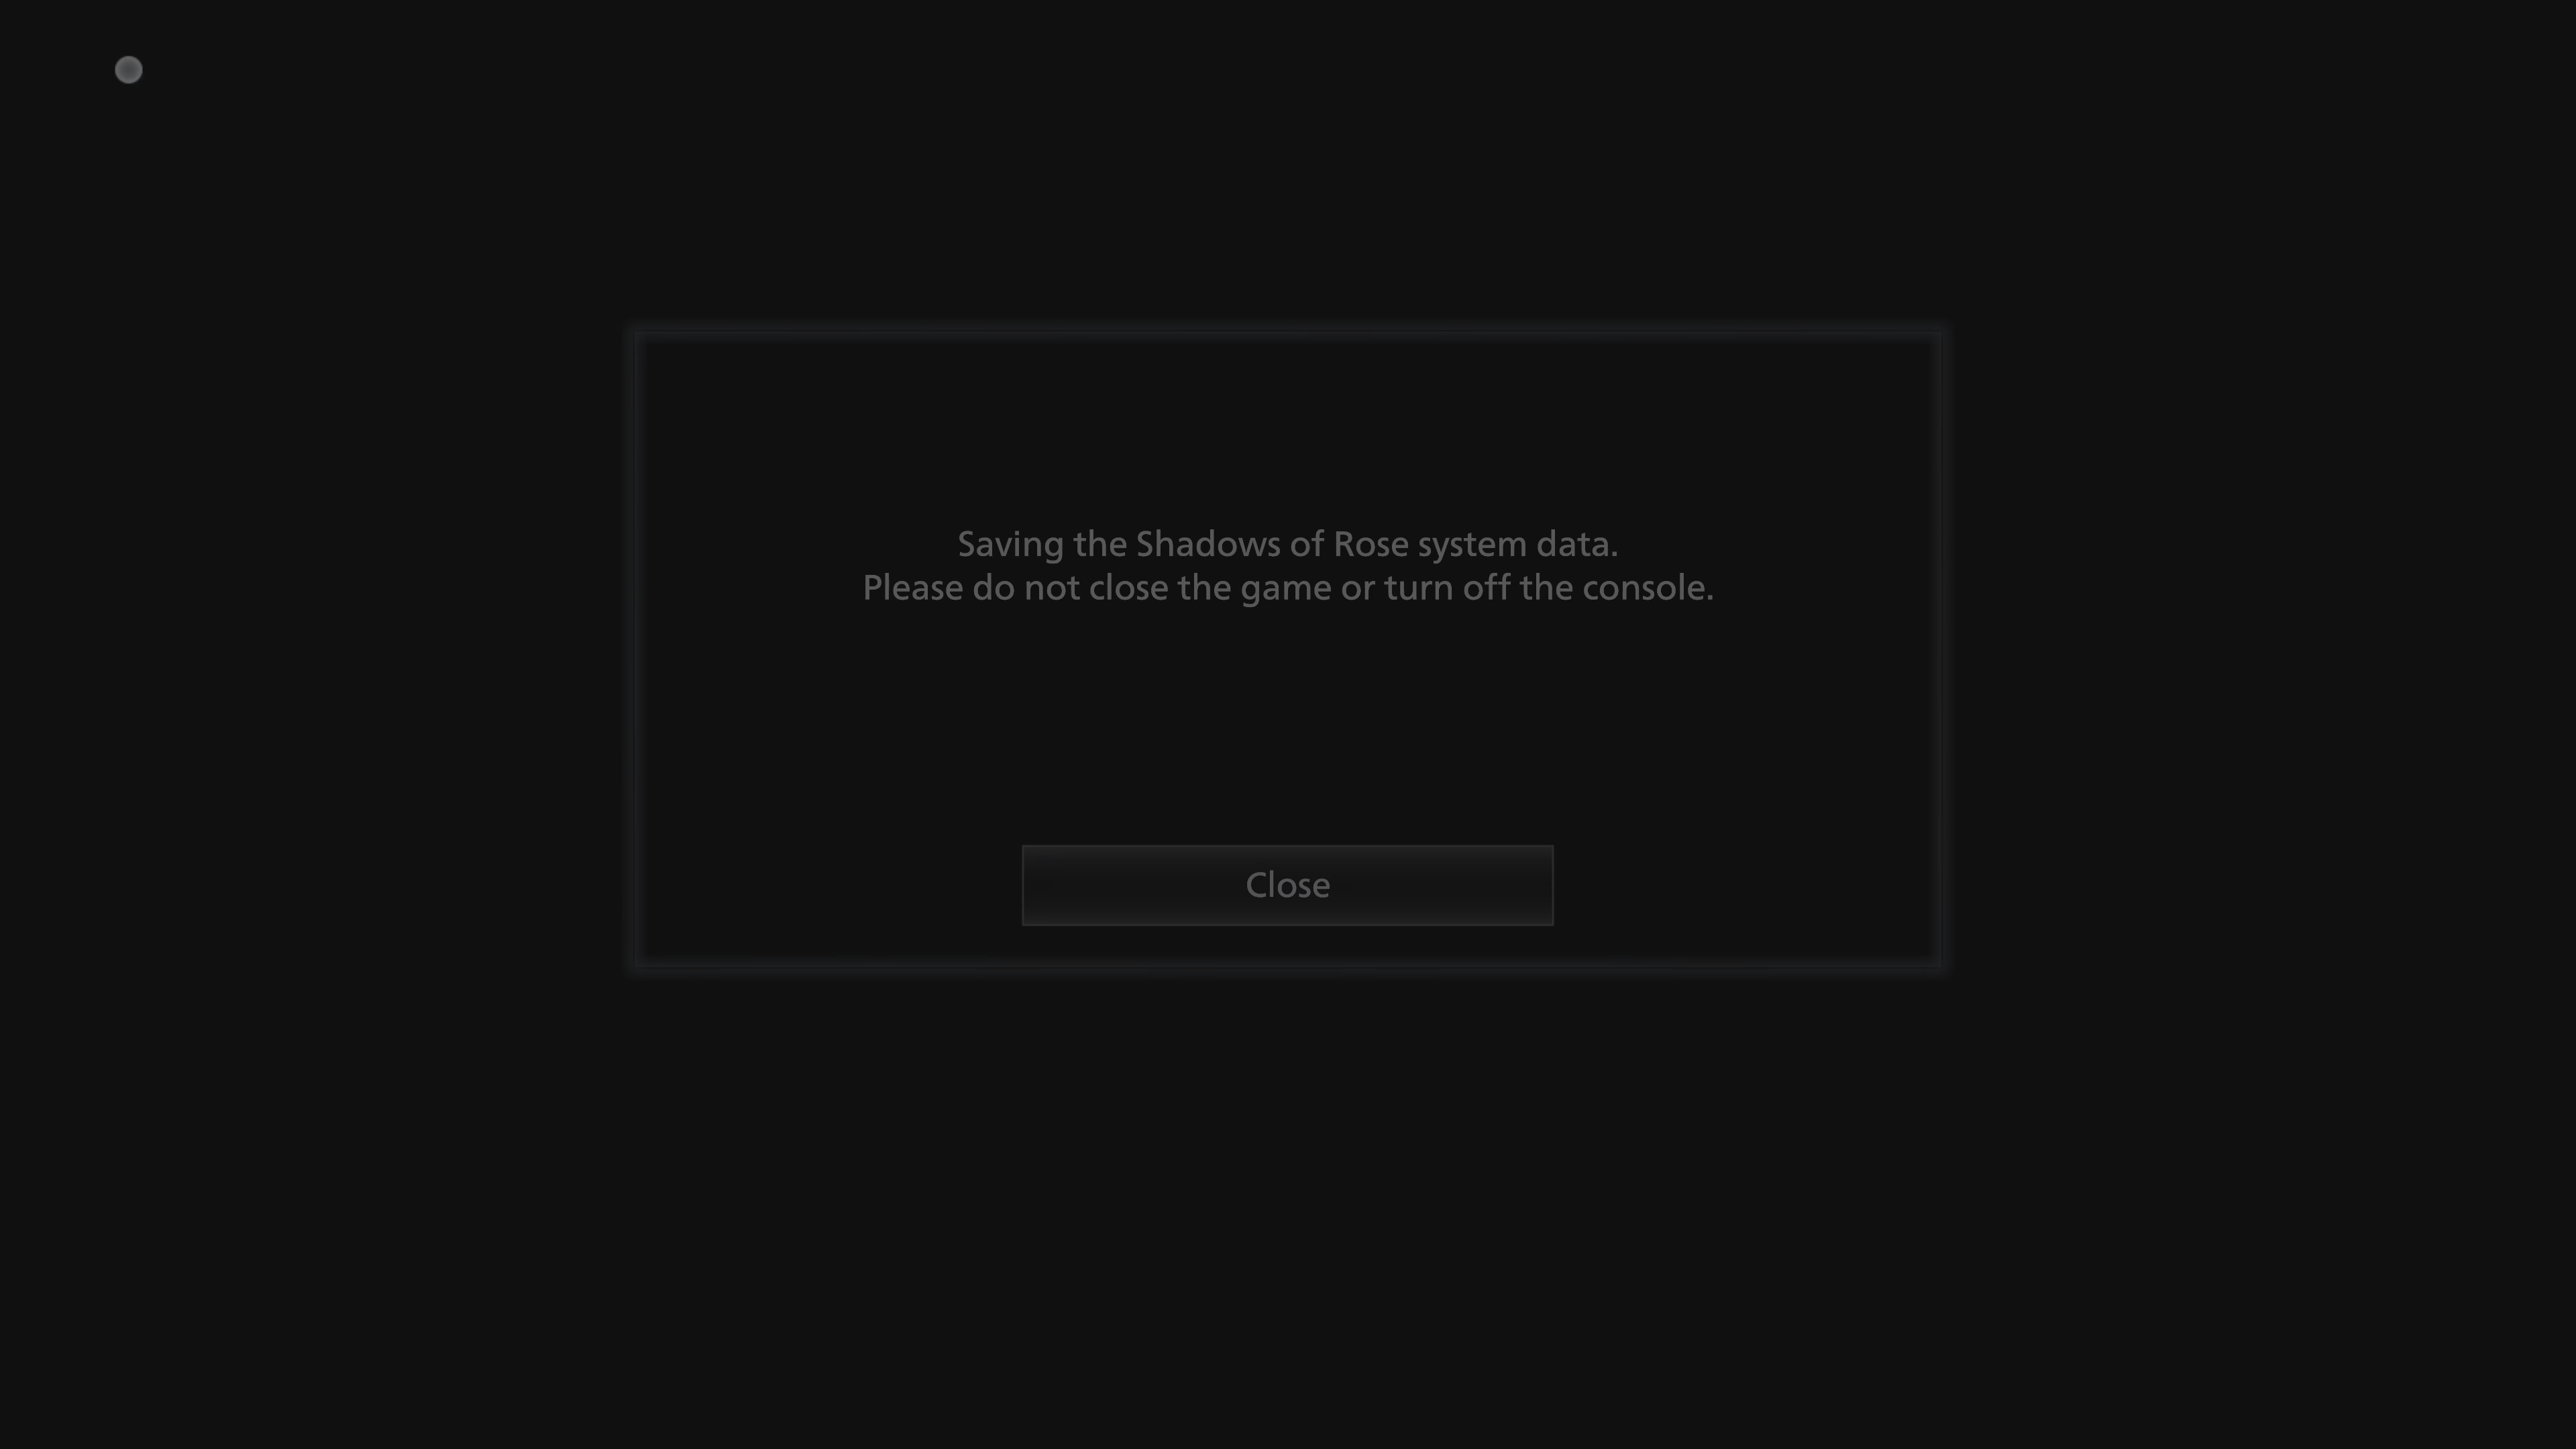 Saving the Shadows of Rose system data.
Please do not close the game or turn off the console.
Close